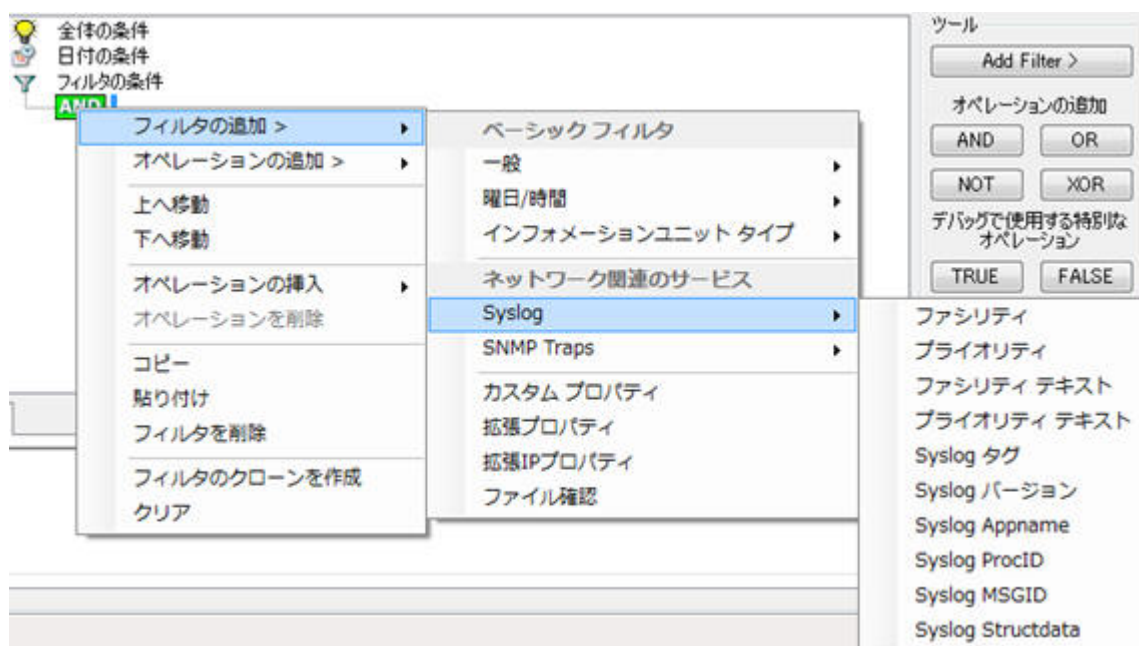 全体の条件
日付の条件
フィルタの条件
AND
フィルタの追加 >
オペレーションの追加 >
上へ移動
下へ移動
オペレーションの挿入
オペレーションを削除
コピー
貼り付け
フィルタを削除
フィルタのクローンを作成
クリア
ベーシック フィルタ
一般
曜日/時間
インフォメーションユニット タイプ
ネットワーク関連のサービス
Syslog
SNMP Traps
カスタム プロパティ
拡張プロパティ
拡張IPプロパティ
ファイル確認
ツール
Add Filter >
オペレーションの追加
AND
OR
NOT
XOR
デバッグで使用する特別な
オペレーション
TRUE
FALSE
ファシリティ
プライオリティ
ファシリティ テキスト
プライオリティ テキスト
Syslog タグ
Syslog バージョン
Syslog Appname
Syslog ProcID
Syslog MSGID
Syslog Structdata